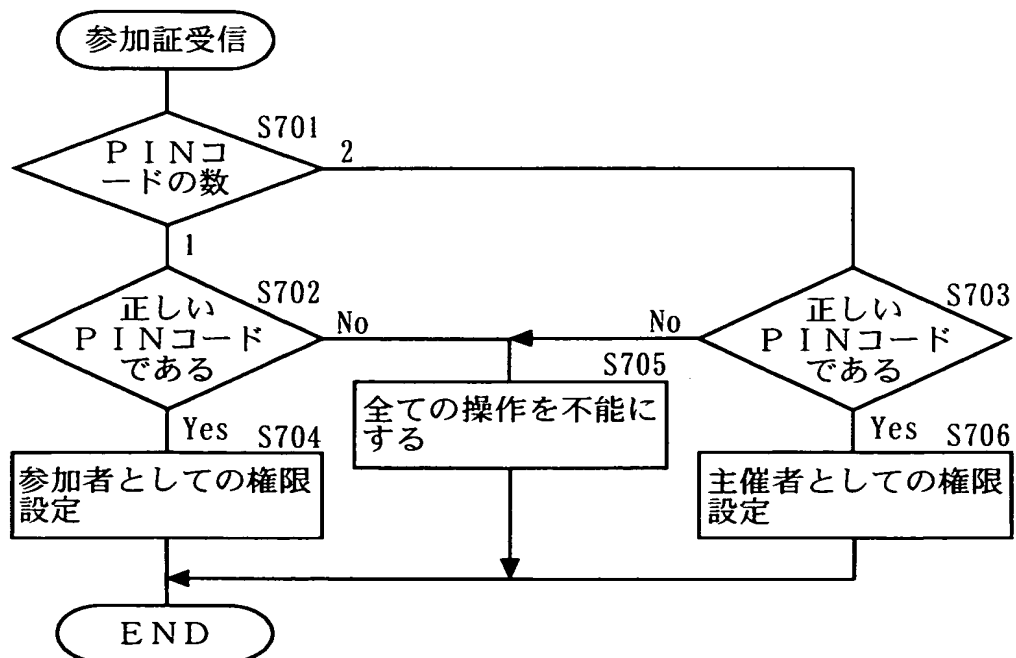 参加証受信
S701
PINコ
ードの数
2
1
S702
正しい
PINコード
である
No
S703
正しい
PINコード
である
No
S705
全ての操作を不能に
する
Yes
S704
参加者としての権限
設定
Yes
S706
主催者としての権限
設定
END